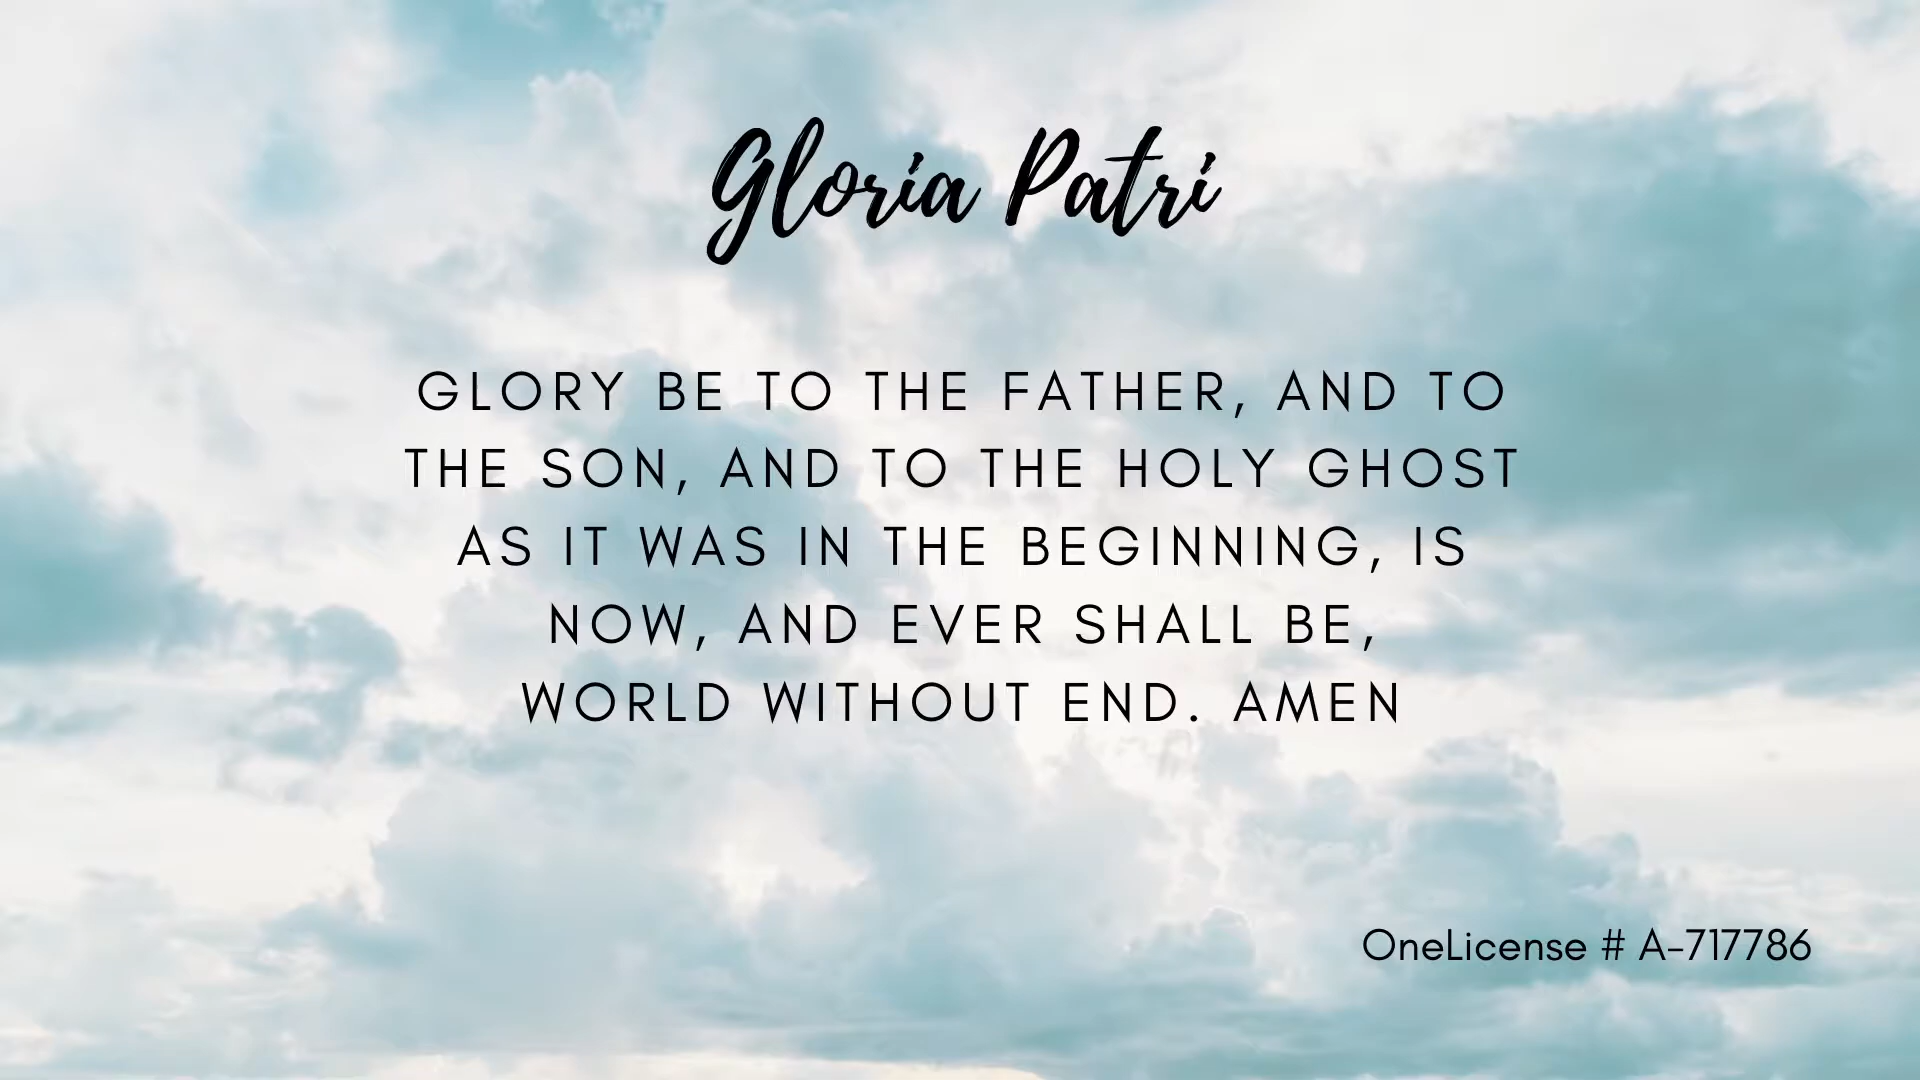 Gloria Patri
GLORY BE TO THE FATHER, AND TO
THE SON, AND TO THE HOLY GHOST
AS IT WAS IN THE BEGINNING, IS
NOW, AND EVER SHALL BE,
WORLD WITHOUT END. AMEN
OneLicense # A-717786